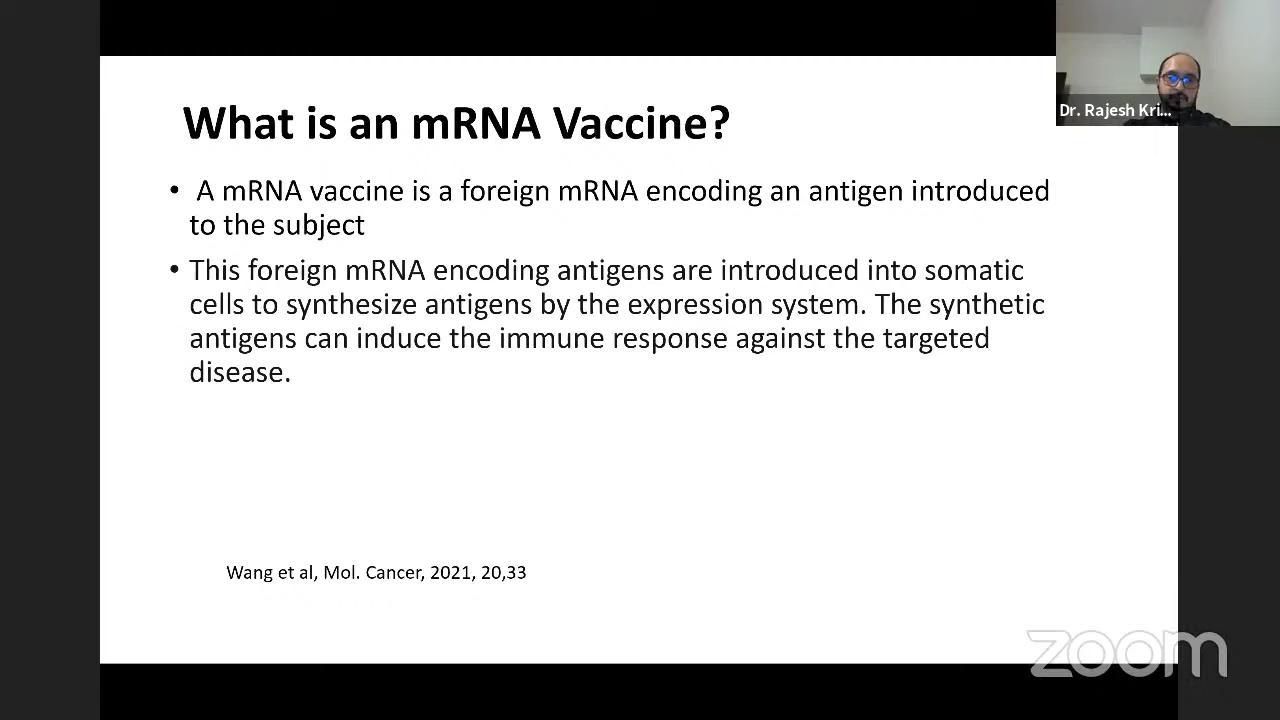 What is an mRNA Vaccine?
Dr. Rajesh Kri...
• A mRNA vaccine is a foreign mRNA encoding an antigen introduced
to the subject
• This foreign mRNA encoding antigens are introduced into somatic
cells to synthesize antigens by the expression system. The synthetic
antigens can induce the immune response against the targeted
disease.
Wang et al, Mol. Cancer, 2021, 20,33
zoom